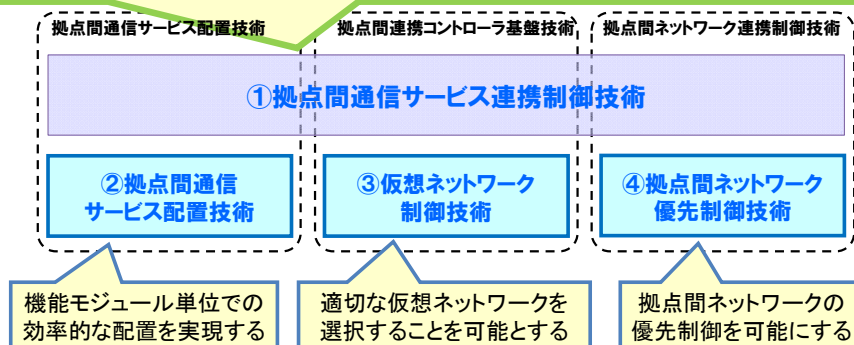 拠点間通信サービス配置技術
拠点間連携コントローラ基盤技術
拠点間ネットワーク連携制御技術
①拠点間通信サービス連携制御技術
②拠点間通信
サービス配置技術
③仮想ネットワーク
制御技術
④拠点間ネットワーク
優先制御技術
機能モジュール単位での
効率的な配置を実現する
適切な仮想ネットワークを
選択することを可能とする
拠点間ネットワークの
優先制御を可能にする